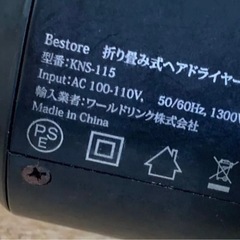 Bestore 折り畳み式ヘアドライヤー
型番:KNS-115
Input:AC 100-110V, 50/60Hz, 1300W
輸入業者:ワールドリンク株式会社
Made in China
PS
E